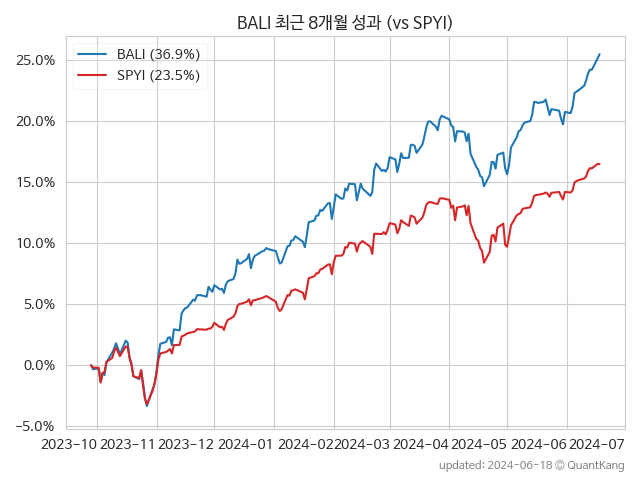 BALI 최근 8개월 성과 (vs SPYI)
BALI (36.9%)
SPYI (23.5%)
25.0%
20.0%
15.0%
10.0%
5.0%
0.0%
−5.0%
2023-10 2023-11 2023-12 2024-01 2024-02 2024-03 2024-04 2024-05 2024-06 2024-07
updated: 2024-06-18 © QuantKang